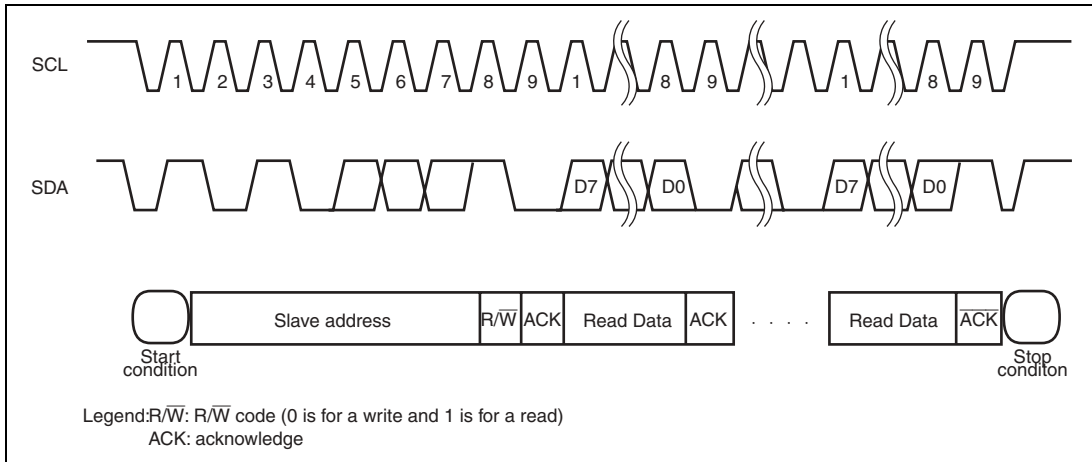 SCL
1 2 3 4 5 6 7 8 9 1 8 9 1 8 9
SDA
D7 D0 D7 D0
Slave address R/W̅ ACK Read Data ACK . . . . Read Data A̅C̅K̅
Start
condition
Stop
conditon
Legend:R/W̅: R/W̅ code (0 is for a write and 1 is for a read)
ACK: acknowledge